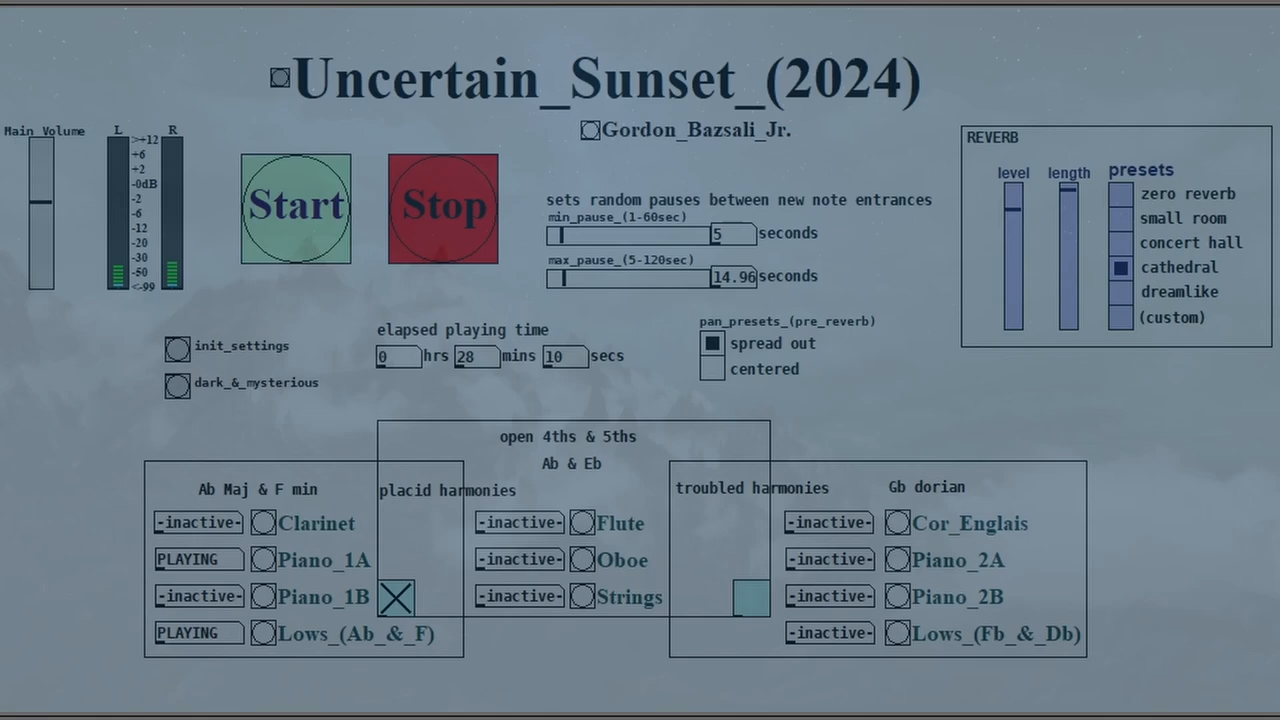 Uncertain_Sunset_(2024)
Gordon_Bazsali_Jr.
Main Volume
L R
>+12
+6
+2
-0dB
-2
-6
-12
-20
-30
-50
<-99
Start
Stop
sets random pauses between new note entrances
min_pause_(1-60sec)
5 seconds
max_pause_(5-120sec)
14.96 seconds
REVERB
level length presets
zero reverb
small room
concert hall
cathedral
dreamlike
(custom)
init_settings
dark_&_mysterious
elapsed playing time
0 hrs 28 mins 10 secs
pan_presets_(pre_reverb)
spread out
centered
open 4ths & 5ths
Ab & Eb
Ab Maj & F min
placid harmonies
troubled harmonies
Gb dorian
-inactive- Clarinet
PLAYING Piano_1A
-inactive- Piano_1B
PLAYING Lows_(Ab_&_F)
-inactive- Flute
-inactive- Oboe
-inactive- Strings
-inactive- Cor_Englais
-inactive- Piano_2A
-inactive- Piano_2B
-inactive- Lows_(Fb_&_Db)